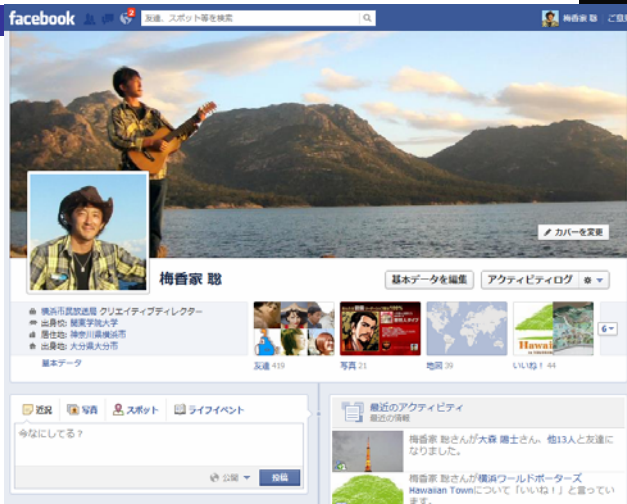 facebook
2
友達、スポット等を検索
梅香家 聡
カバーを変更
梅香家 聡
基本データを編集
アクティビティログ
横浜市民放送局 クリエイティブディレクター
出身校: 関東学院大学
居住地: 神奈川県横浜市
出身地: 大分県大分市
基本データ
友達 419
写真 21
地図 39
いいね! 44
Hawaii
6
近況
写真
スポット
ライフイベント
今なにしてる?
公開
投稿
最近のアクティビティ
最近の情報
梅香家 聡さんが大森 陽士さん、他13人と友達に
なりました。
梅香家 聡さんが横浜ワールドポーターズ
Hawaiian Townについて「いいね!」と言ってい
ます。